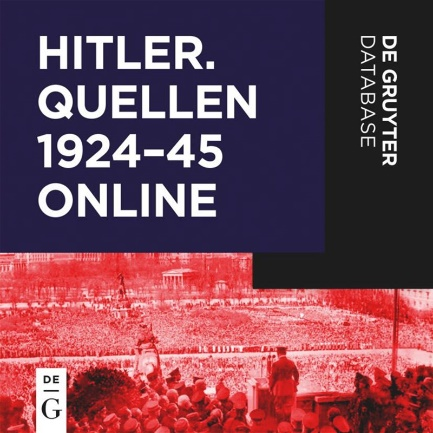 HITLER.
QUELLEN
1924–45
ONLINE
DE GRUYTER
DATABASE
DE
G